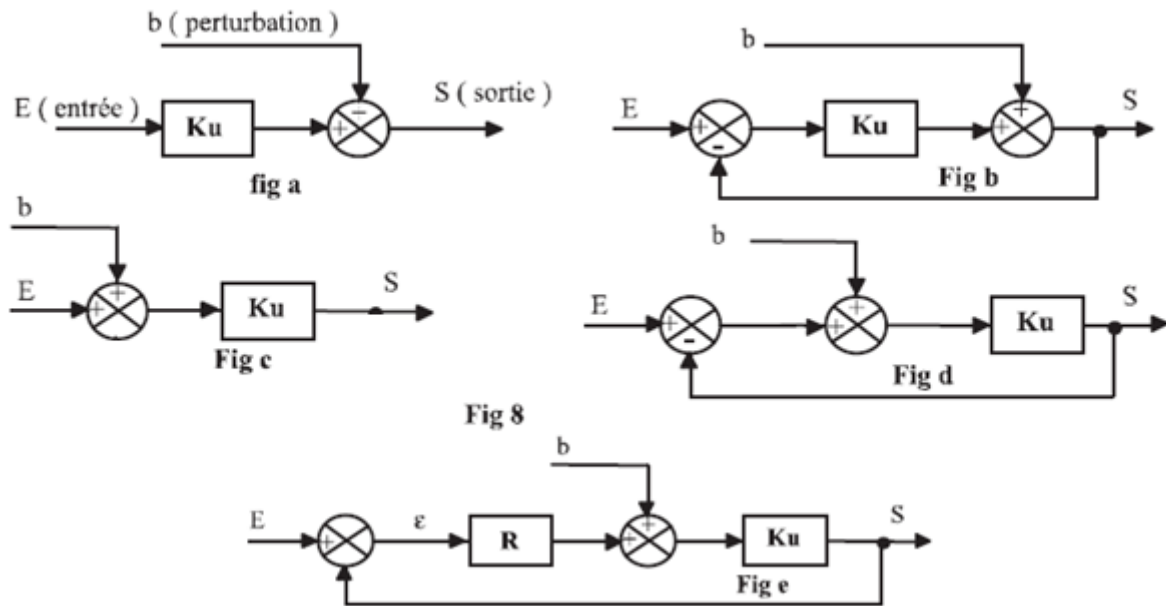 b ( perturbation )
E ( entrée )
+
−
Ku
S ( sortie )
fig a
b
E
+
-
Ku
+
+
S
Fig b
b
E
+
+
Ku
S
Fig c
b
E
+
-
+
+
Ku
S
Fig d
Fig 8
b
E
+
ε
R
+
+
Ku
S
Fig e